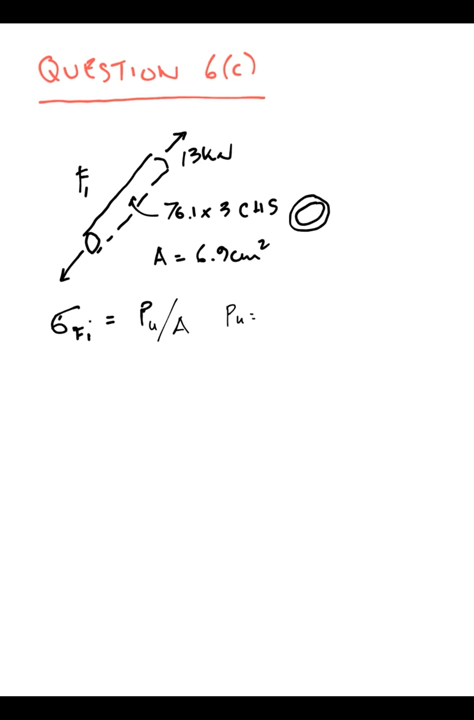 QUESTION 6(c)
13KN
F₁
76.1 x 3 CHS
A = 6.9cm²
σF₁ = Pu/A Pu =